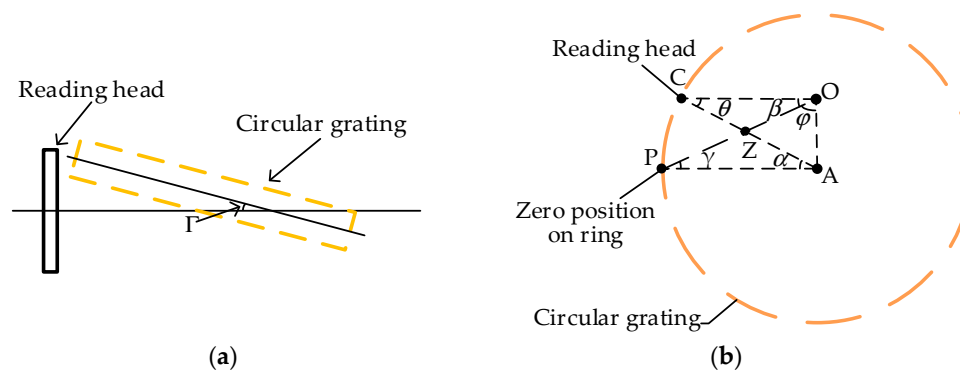 Reading head
Circular grating
Γ
(a)
Reading head
C
O
θ
β
φ
Z
P
γ
α
A
Zero position
on ring
Circular grating
(b)